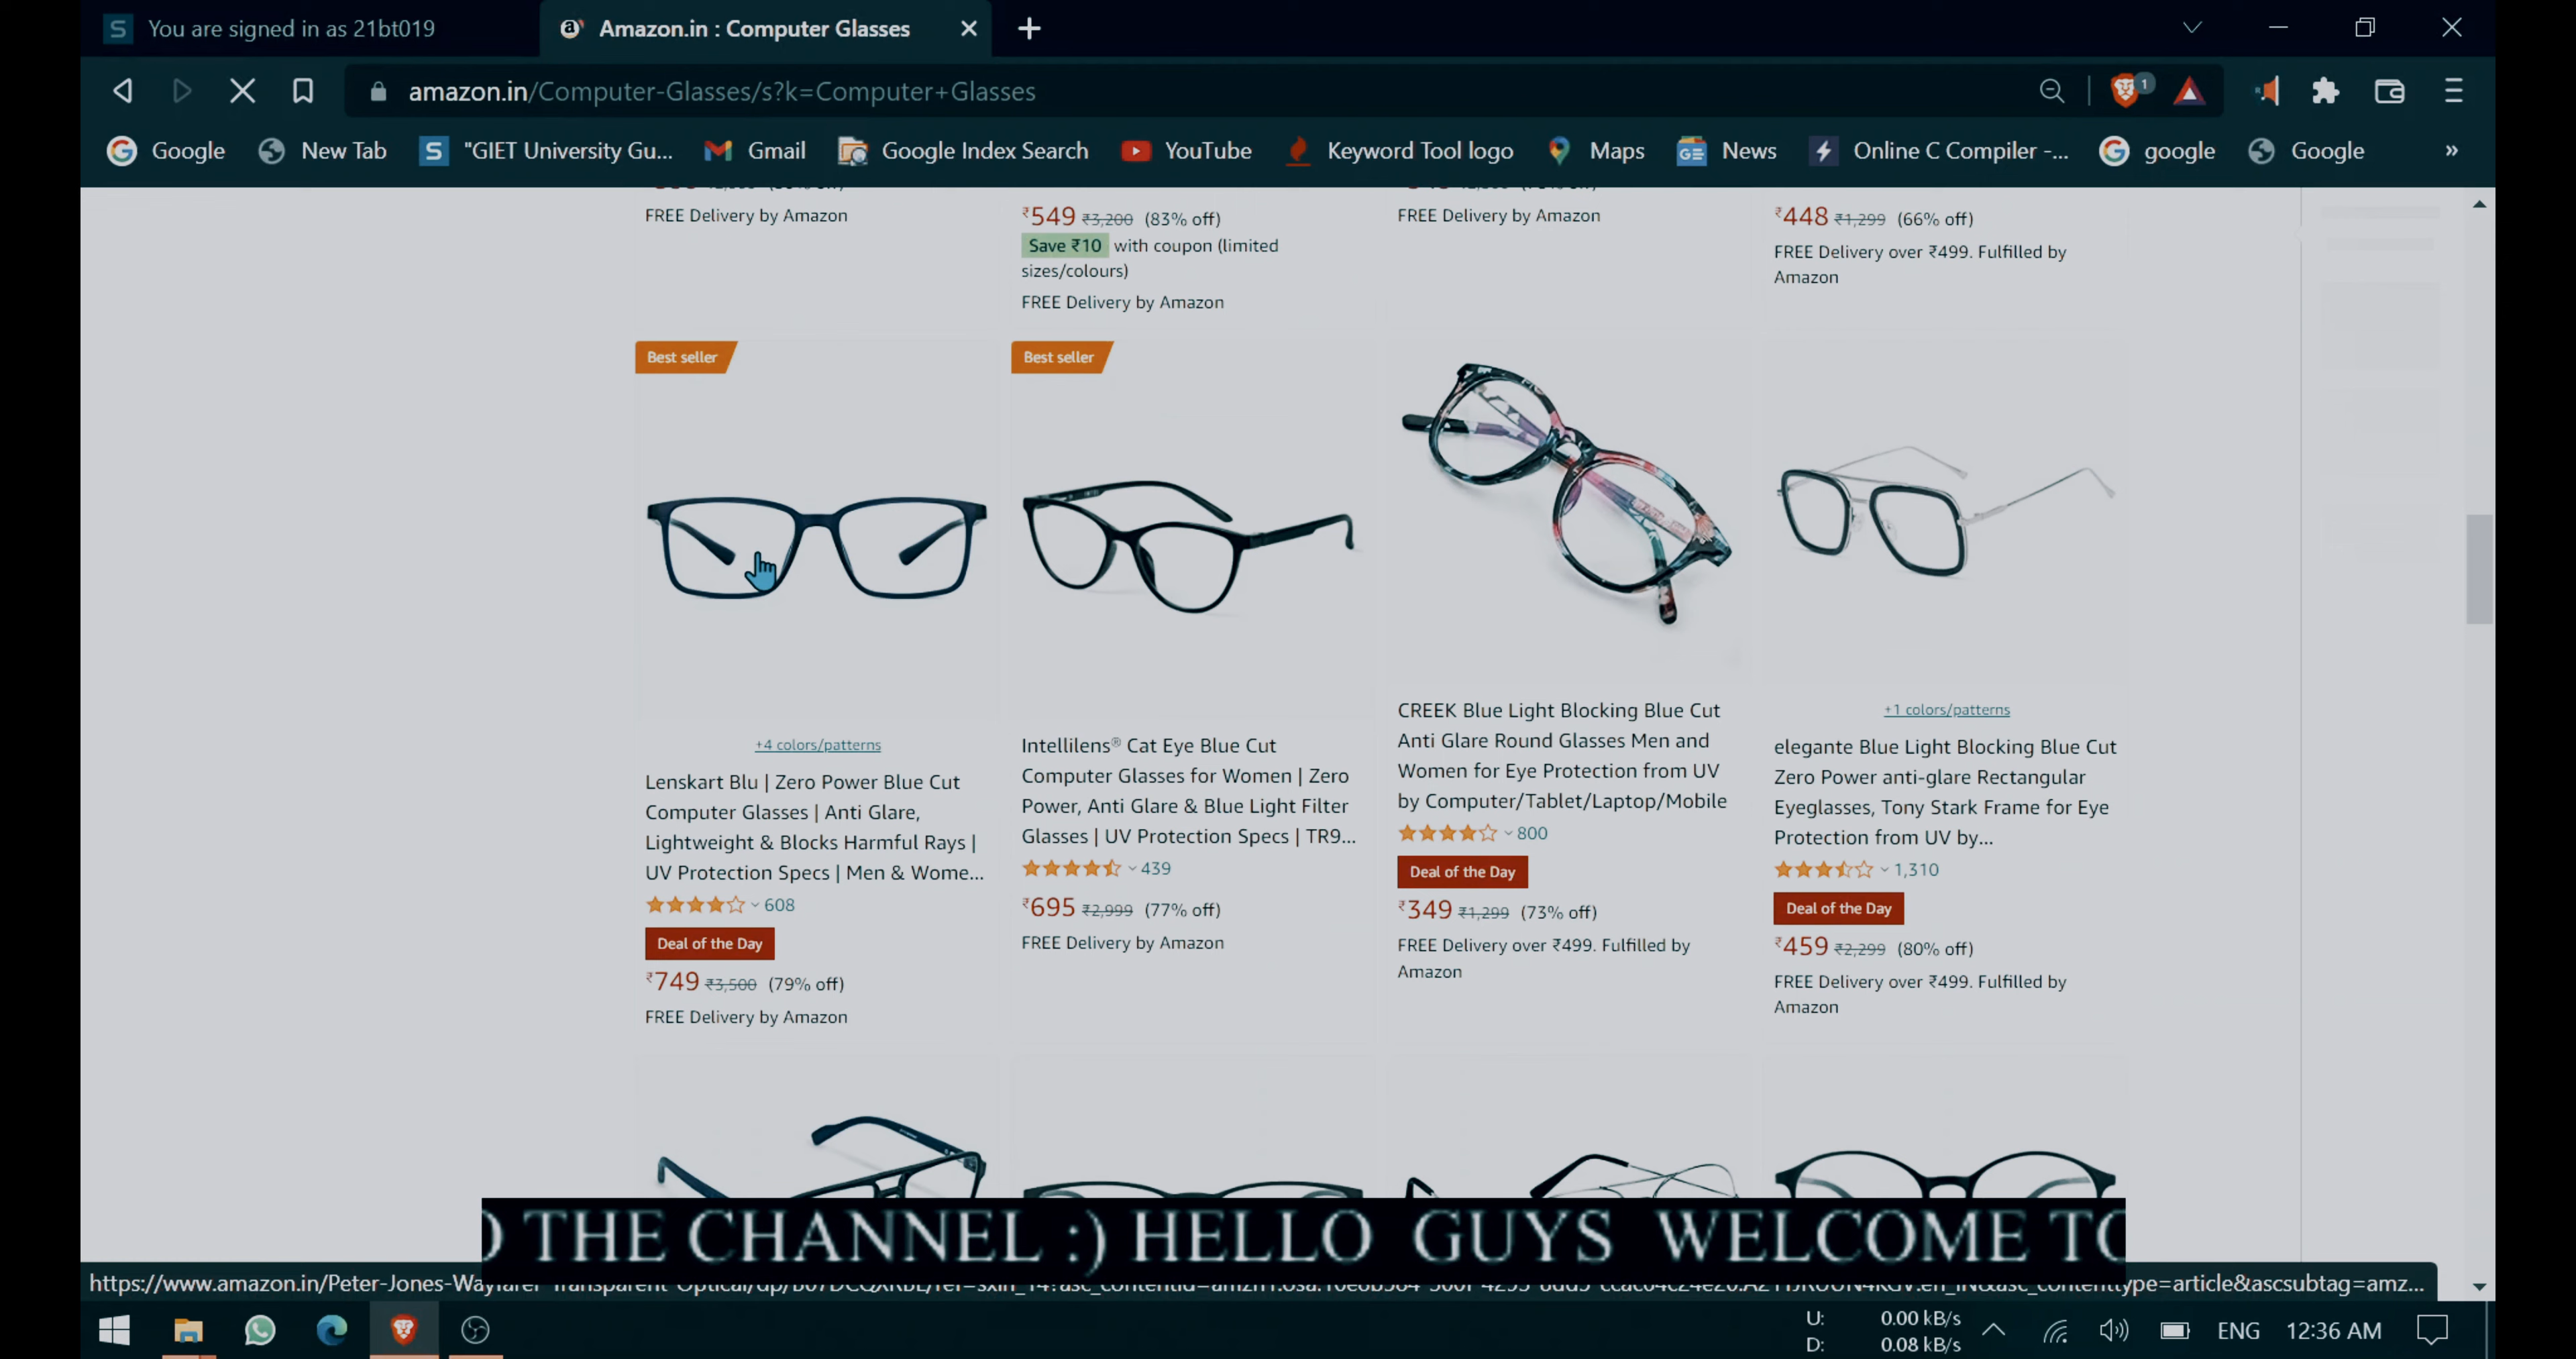 You are signed in as 21bt019
Amazon.in : Computer Glasses
amazon.in/Computer-Glasses/s?k=Computer+Glasses
1
Google
New Tab
"GIET University Gu...
Gmail
Google Index Search
YouTube
Keyword Tool logo
Maps
News
Online C Compiler -...
google
Google
»
FREE Delivery by Amazon
₹549 ₹3,200 (83% off)
Save ₹10 with coupon (limited
sizes/colours)
FREE Delivery by Amazon
FREE Delivery by Amazon
₹448 ₹1,299 (66% off)
FREE Delivery over ₹499. Fulfilled by
Amazon
Best seller
+4 colors/patterns
Lenskart Blu | Zero Power Blue Cut
Computer Glasses | Anti Glare,
Lightweight & Blocks Harmful Rays |
UV Protection Specs | Men & Wome...
608
Deal of the Day
₹749 ₹3,500 (79% off)
FREE Delivery by Amazon
Best seller
Intellilens® Cat Eye Blue Cut
Computer Glasses for Women | Zero
Power, Anti Glare & Blue Light Filter
Glasses | UV Protection Specs | TR9...
439
₹695 ₹2,999 (77% off)
FREE Delivery by Amazon
CREEK Blue Light Blocking Blue Cut
Anti Glare Round Glasses Men and
Women for Eye Protection from UV
by Computer/Tablet/Laptop/Mobile
800
Deal of the Day
₹349 ₹1,299 (73% off)
FREE Delivery over ₹499. Fulfilled by
Amazon
+1 colors/patterns
elegante Blue Light Blocking Blue Cut
Zero Power anti-glare Rectangular
Eyeglasses, Tony Stark Frame for Eye
Protection from UV by...
1,310
Deal of the Day
₹459 ₹2,299 (80% off)
FREE Delivery over ₹499. Fulfilled by
Amazon
THE CHANNEL :) HELLO GUYS WELCOME TO
https://www.amazon.in/Peter-Jones-Way
contenttype=article&ascsubtag=amz...
U: 0.00 kB/s
D: 0.08 kB/s
ENG
12:36 AM